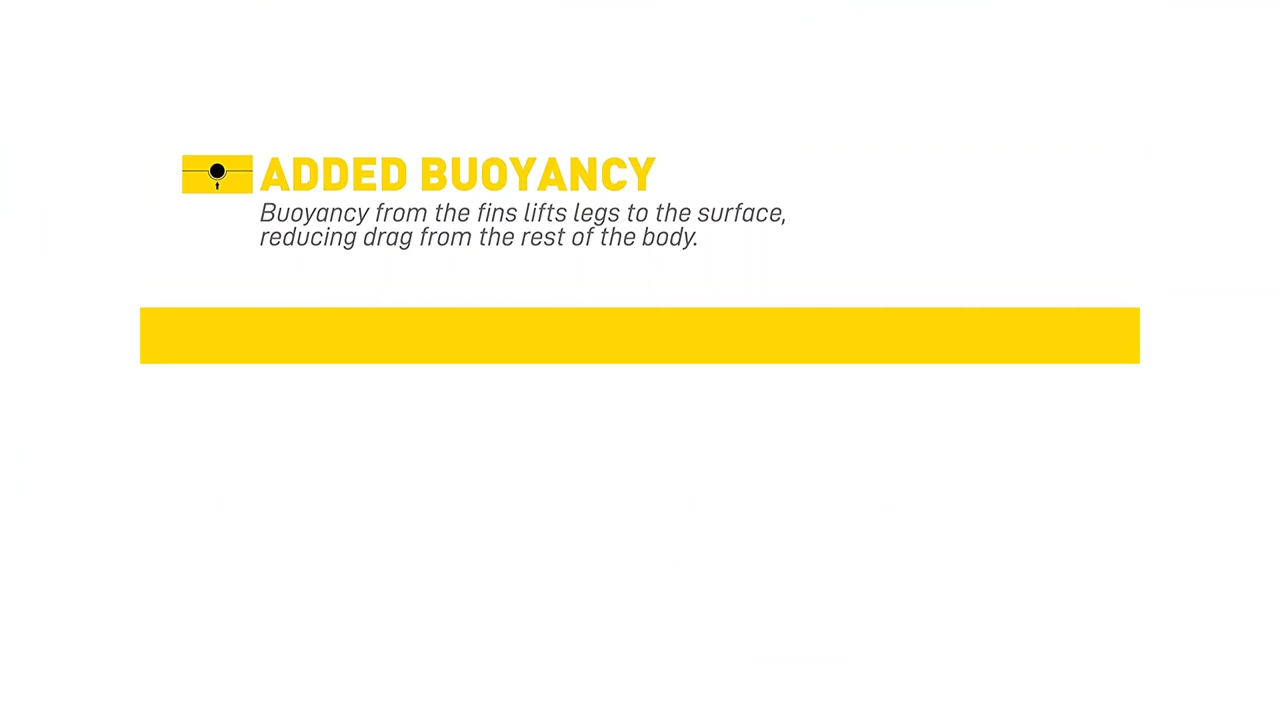 ADDED BUOYANCY
Buoyancy from the fins lifts legs to the surface,
reducing drag from the rest of the body.